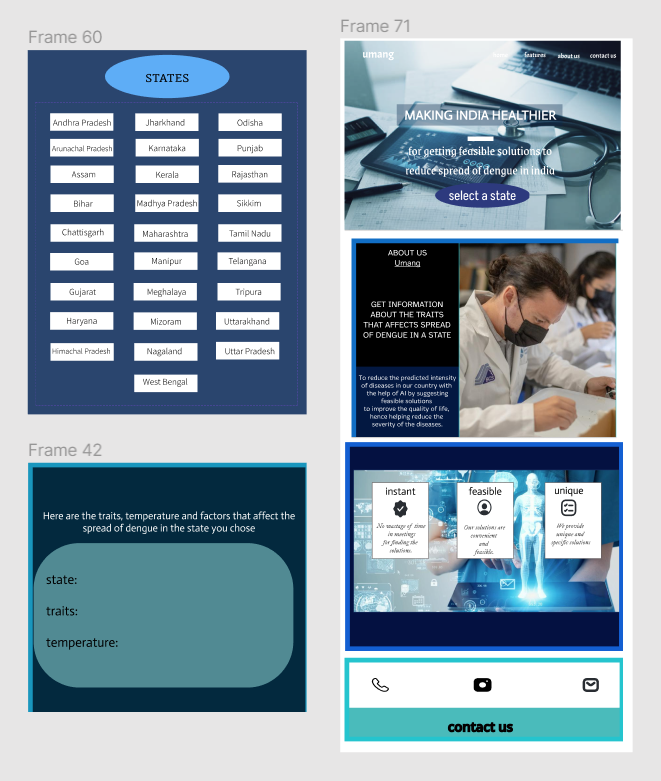 Frame 60
STATES
Andhra Pradesh Jharkhand Odisha
Arunachal Pradesh Karnataka Punjab
Assam Kerala Rajasthan
Bihar Madhya Pradesh Sikkim
Chattisgarh Maharashtra Tamil Nadu
Goa Manipur Telangana
Gujarat Meghalaya Tripura
Haryana Mizoram Uttarakhand
Himachal Pradesh Nagaland Uttar Pradesh
West Bengal
Frame 42
Here are the traits, temperature and factors that affect the
spread of dengue in the state you chose
state:
traits:
temperature:
Frame 71
umang features about us contact us
MAKING INDIA HEALTHIER
for getting feasible solutions to
reduce spread of dengue in india
select a state
ABOUT US
Umang
GET INFORMATION
ABOUT THE TRAITS
THAT AFFECTS SPREAD
OF DENGUE IN A STATE
To reduce the predicted intensity
of diseases in our country with
the help of AI by suggesting
feasible solutions
to improve the quality of life,
hence helping reduce the
severity of the diseases.
instant
No wastage of time
in meetings
for finding the
solutions.
feasible
Our solutions are
convenient
and
feasible.
unique
We provide
unique and
specific solutions
contact us